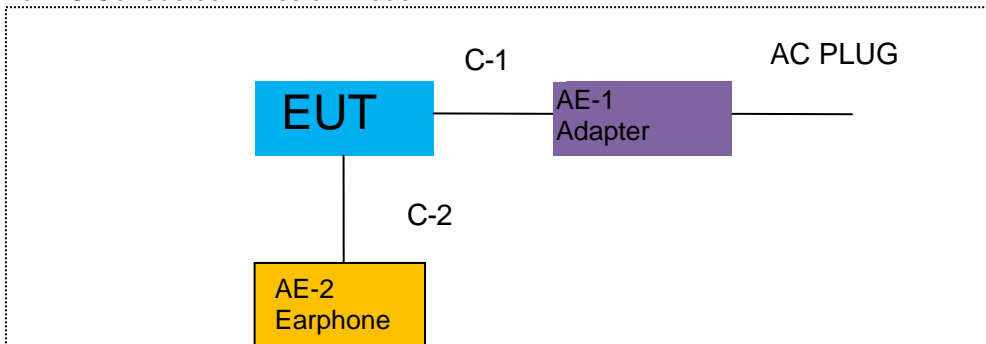 C-1
AC PLUG
EUT
AE-1
Adapter
C-2
AE-2
Earphone